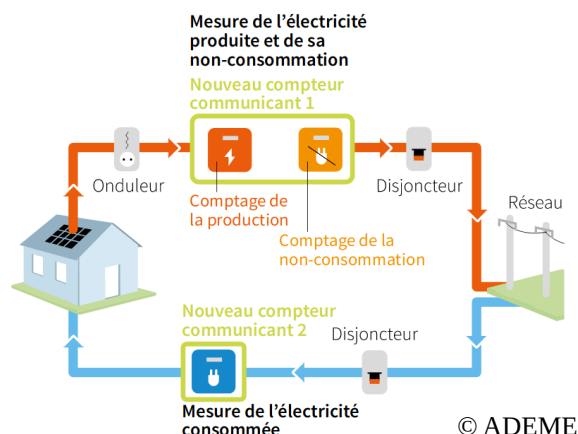 Mesure de l'électricité
produite et de sa
non-consommation
Nouveau compteur
communicant 1
Onduleur
Disjoncteur
Comptage de
la production
Réseau
Comptage de la
non-consommation
Nouveau compteur
communicant 2
Disjoncteur
Mesure de l'électricité
consommée
© ADEME